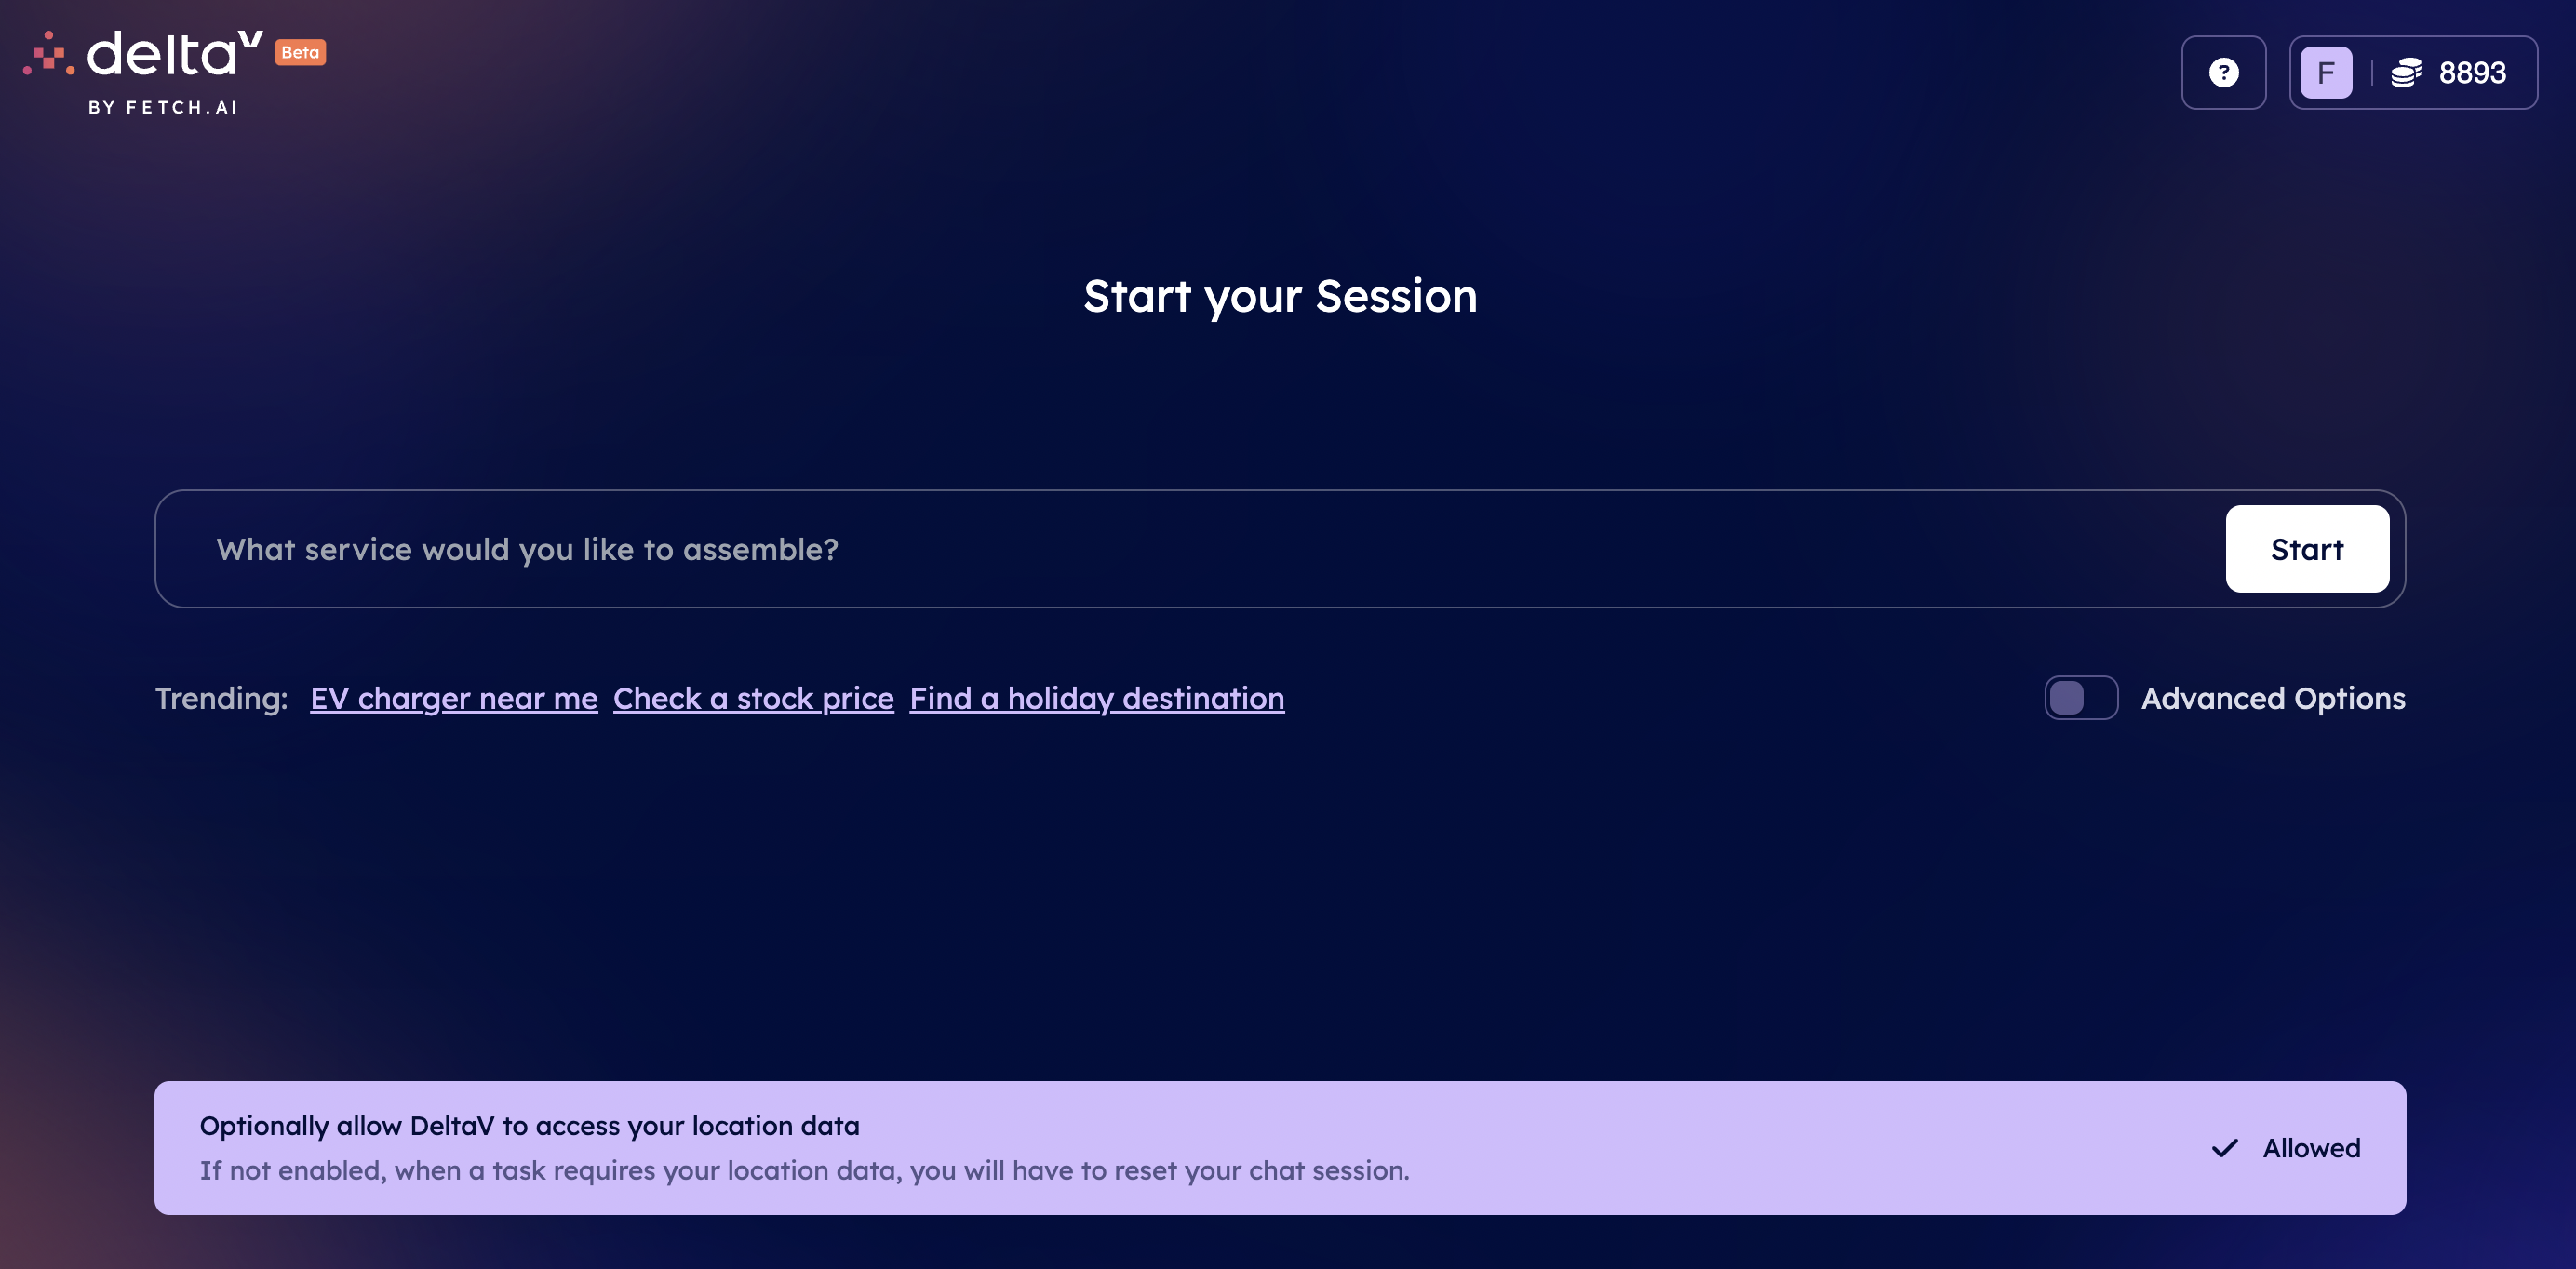 deltaV Beta
BY FETCH.AI
? F 8893
Start your Session
What service would you like to assemble? Start
Trending: EV charger near me Check a stock price Find a holiday destination Advanced Options
Optionally allow DeltaV to access your location data
If not enabled, when a task requires your location data, you will have to reset your chat session.
Allowed